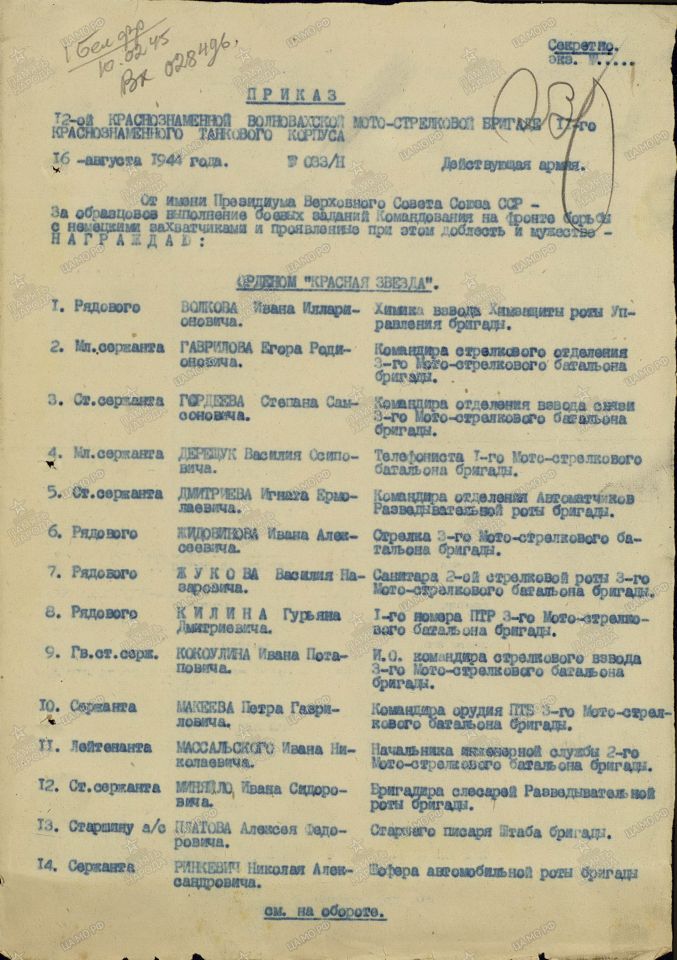 1 Бел фр
10.02.45
Вх 028496.
Секретно.
экз. №.....
ПРИКАЗ
12-ой КРАСНОЗНАМЕННОЙ ВОЛНОВАХСКОЙ МОТО-СТРЕЛКОВОЙ БРИГАДЕ 11-го
КРАСНОЗНАМЕННОГО ТАНКОВОГО КОРПУСА
16 -августа 1944 года. № 033/Н Действующая армия.
От имени Президиума Верховного Совета Союза ССР -
За образцовое выполнение боевых заданий Командования на фронте борьбы
с немецкими захватчиками и проявленные при этом доблесть и мужество -
НАГРАЖДАЮ:
ОРДЕНОМ "КРАСНАЯ ЗВЕЗДА".
1. Рядового ВОЛКОВА Ивана Иллари- Химика взвода Химзащиты роты Уп-
оновича. равления бригады.
2. Мл.сержанта ГАВРИЛОВА Егора Роди- Командира стрелкового отделения
оновича. 3-го Мото-стрелкового батальона
бригады.
3. Ст.сержанта ГОРДЕЕВА Степана Сам- Командира отделения взвода связи
соновича. 3-го Мото-стрелкового батальона
бригады.
4. Мл.сержанта ДЕРЕЩУК Василия Осипо- Телефониста 1-го Мото-стрелкового
вича. батальона бригады.
5. Ст.сержанта ДМИТРИЕВА Игната Ермо- Командира отделения Автоматчиков
лаевича. Разведывательной роты бригады.
6. Рядового ЖИДОВИНОВА Ивана Алек- Стрелка 3-го Мото-стрелкового ба-
сеевича. тальона бригады.
7. Рядового ЖУКОВА Василия На- Санитара 2-ой стрелковой роты 3-го
заровича. Мото-стрелкового батальона бригады.
8. Рядового КИЛИНА Гурьяна 1-го номера ПТР 3-го Мото-стрелко-
Дмитриевича. вого батальона бригады.
9. Гв.ст.серж. КОКОУЛИНА Ивана Пота- И.О. командира стрелкового взвода
повича. 3-го Мото-стрелкового батальона
бригады.
10. Сержанта МАКЕЕВА Петра Гаври- Командира орудия ПТБ 3-го Мото-стрел-
ловича. кового батальона бригады.
11. Лейтенанта МАССАЛЬСКОГО Ивана Ни- Начальника инженерной службы 2-го
колаевича. Мото-стрелкового батальона бригады.
12. Ст.сержанта МИНЯЙЛО Ивана Сидоро- Бригадира слесарей Разведывательной
вича. роты бригады.
13. Старшину а/с ПЛАТОВА Алексея Федо- Старшего писаря Штаба бригады.
ровича.
14. Сержанта РИНКЕВИЧ Николая Алек- Шофера автомобильной роты бригады
сандровича.
см. на обороте.